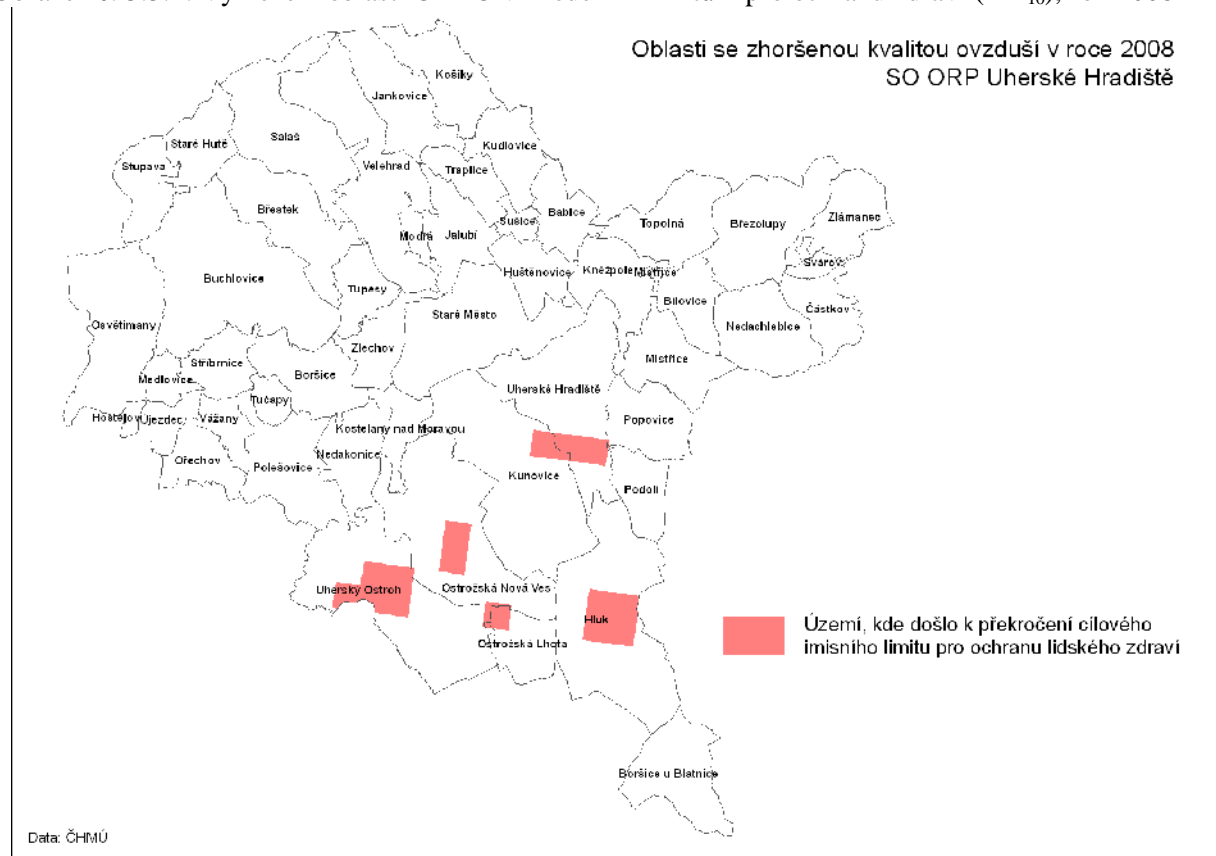 Oblasti se zhoršenou kvalitou ovzduší v roce 2008
SO ORP Uherské Hradiště
Košíky
Jankovice
Staré Hutě
Salaš
Kudlovice
Stupava
Velehrad
Traplice
Břestek
Sušice
Babice
Topolná
Březolupy
Zlámanec
Modrá
Jalubí
Svárov
Buchlovice
Huštěnovice
Kněžpole
Mistřice
Tupesy
Bílovice
Částkov
Osvětimany
Staré Město
Nedachlebice
Zlechov
Stříbrnice
Boršice
Mistřice
Medlovice
Uherské Hradiště
Tučapy
Hostějov
Újezdec
Vážany
Popovice
Kostelany nad Moravou
Ořechov
Polešovice
Nedakonice
Kunovice
Podolí
Uherský Ostroh
Ostrožská Nová Ves
Hluk
Ostrožská Lhota
Území, kde došlo k překročení cílového
imisního limitu pro ochranu lidského zdraví
Boršice u Blatnice
Data: ČHMÚ